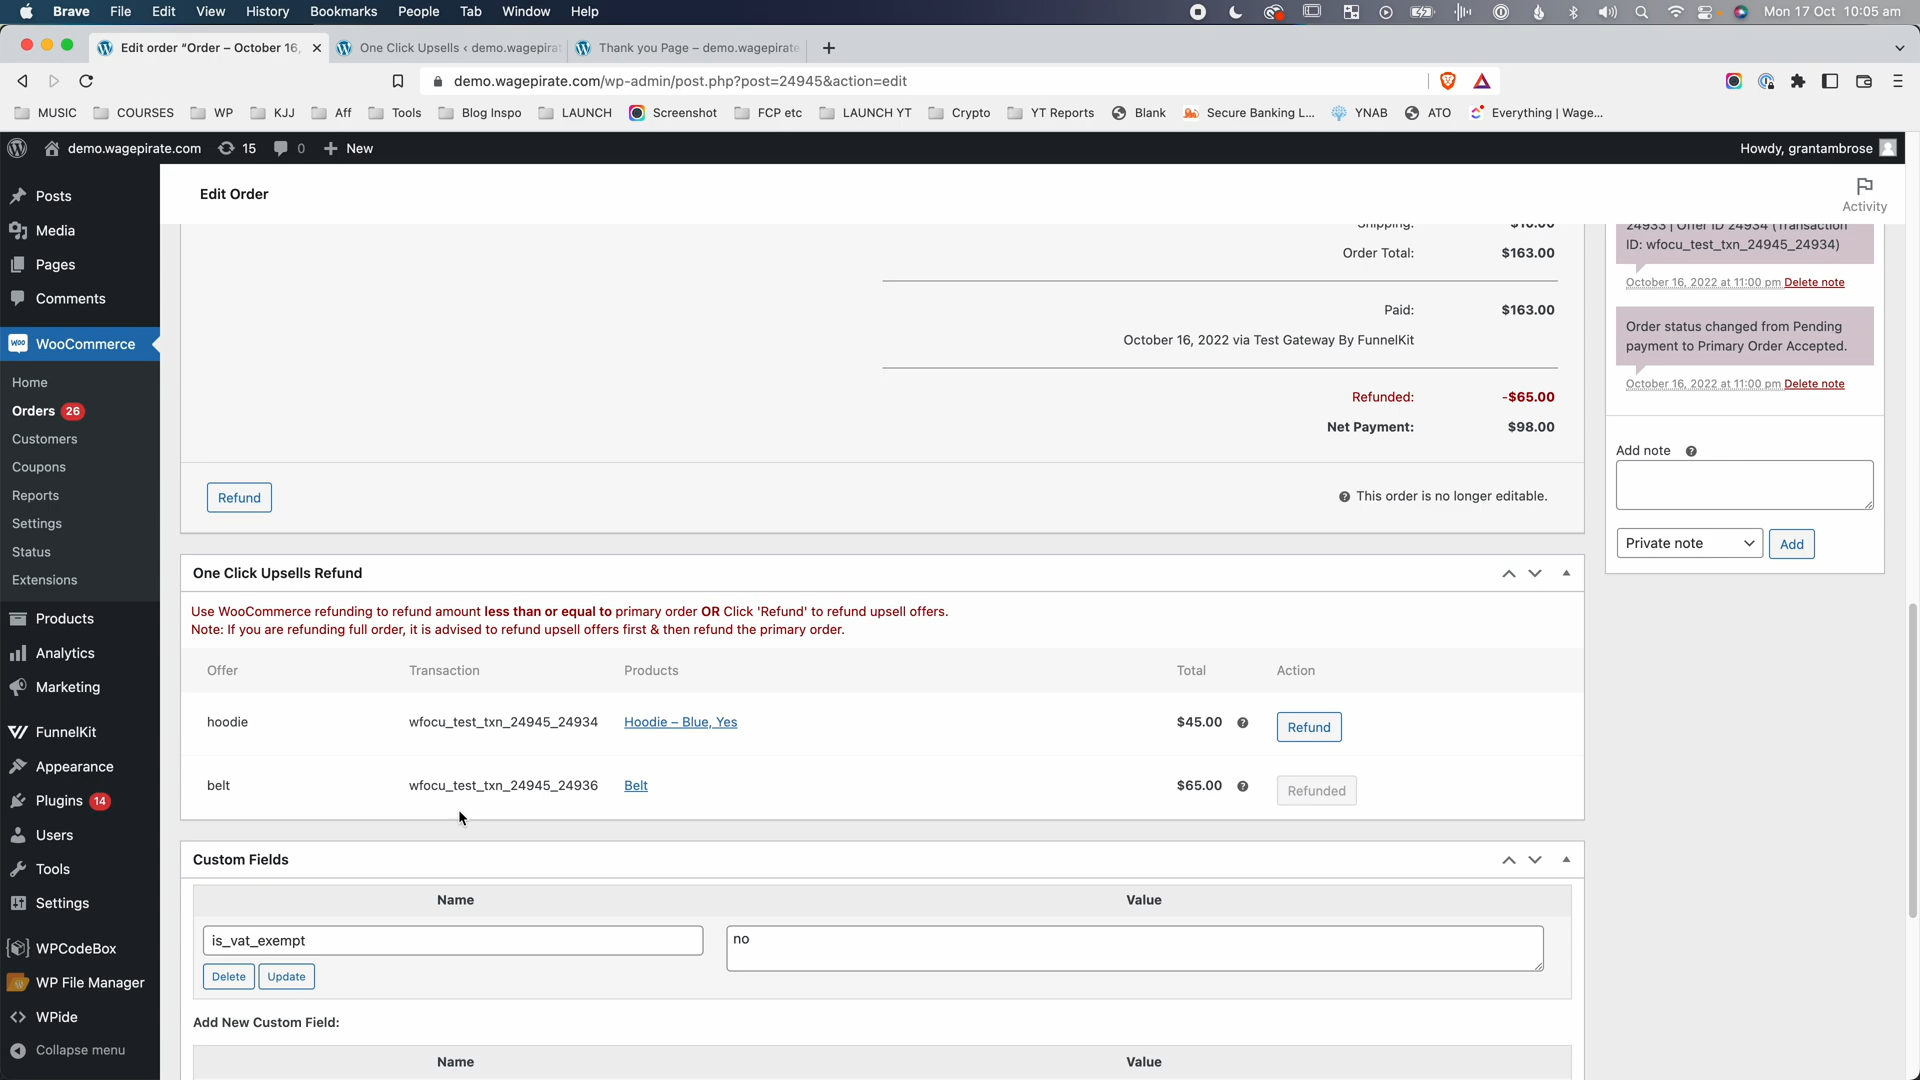 Brave File Edit View History Bookmarks People Tab Window Help Mon 17 Oct 10:05 am
Edit order “Order – October 16, One Click Upsells < demo.wagepirat Thank you Page – demo.wagepirate
demo.wagepirate.com/wp-admin/post.php?post=24945&action=edit
MUSIC COURSES WP KJJ Aff Tools Blog Inspo LAUNCH Screenshot FCP etc LAUNCH YT Crypto YT Reports Blank Secure Banking L... YNAB ATO Everything | Wage...
demo.wagepirate.com 15 0 New Howdy, grantambrose
Posts
Media
Pages
Comments
WooCommerce
Home
Orders 26
Customers
Coupons
Reports
Settings
Status
Extensions
Products
Analytics
Marketing
FunnelKit
Appearance
Plugins 14
Users
Tools
Settings
WPCodeBox
WP File Manager
WPide
Collapse menu
Edit Order
Activity
Shipping: $10.00
Order Total: $163.00
Paid: $163.00
October 16, 2022 via Test Gateway By FunnelKit
Refunded: -$65.00
Net Payment: $98.00
Refund
This order is no longer editable.
One Click Upsells Refund
Use WooCommerce refunding to refund amount less than or equal to primary order OR Click 'Refund' to refund upsell offers.
Note: If you are refunding full order, it is advised to refund upsell offers first & then refund the primary order.
Offer Transaction Products Total Action
hoodie wfocu_test_txn_24945_24934 Hoodie – Blue, Yes $45.00 Refund
belt wfocu_test_txn_24945_24936 Belt $65.00 Refunded
Custom Fields
Name Value
is_vat_exempt no
Delete Update
Add New Custom Field:
Name Value
24933 | Offer ID 24934 (Transaction
ID: wfocu_test_txn_24945_24934)
October 16, 2022 at 11:00 pm Delete note
Order status changed from Pending
payment to Primary Order Accepted.
October 16, 2022 at 11:00 pm Delete note
Add note
Private note Add